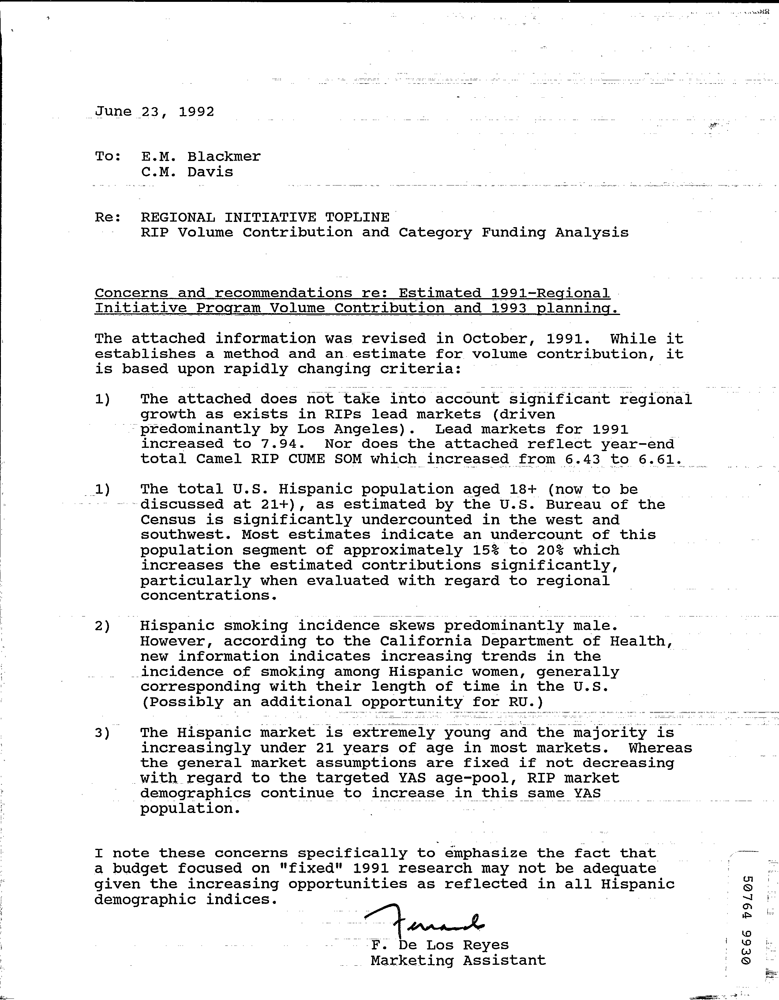 June 23, 1992
To: E.M. Blackmer
C.M. Davis
Re: REGIONAL INITIATIVE TOPLINE
RIP Volume Contribution and Category Funding Analysis
Concerns and recommendations re: Estimated 1991-Regional
Initiative Program Volume Contribution and 1993 planning.
The attached information was revised in October, 1991. While it
establishes a method and an estimate for volume contribution, it
is based upon rapidly changing criteria:
1) The attached does not take into account significant regional
growth as exists in RIPs lead markets (driven
predominantly by Los Angeles). Lead markets for 1991
increased to 7.94. Nor does the attached reflect year-end
total Camel RIP CUME SOM which increased from 6.43 to 6.61.
1) The total U.S. Hispanic population aged 18+ (now to be
discussed at 21+), as estimated by the U.S. Bureau of the
Census is significantly undercounted in the west and
southwest. Most estimates indicate an undercount of this
population segment of approximately 15% to 20% which
increases the estimated contributions significantly,
particularly when evaluated with regard to regional
concentrations.
2) Hispanic smoking incidence skews predominantly male.
However, according to the California Department of Health,
new information indicates increasing trends in the
incidence of smoking among Hispanic women, generally
corresponding with their length of time in the U.S.
(Possibly an additional opportunity for RU.)
3) The Hispanic market is extremely young and the majority is
increasingly under 21 years of age in most markets. Whereas
the general market assumptions are fixed if not decreasing
with regard to the targeted YAS age-pool, RIP market
demographics continue to increase in this same YAS
population.
I note these concerns specifically to emphasize the fact that
a budget focused on "fixed" 1991 research may not be adequate
given the increasing opportunities as reflected in all Hispanic
demographic indices.
F. De Los Reyes
Marketing Assistant
50764 9930